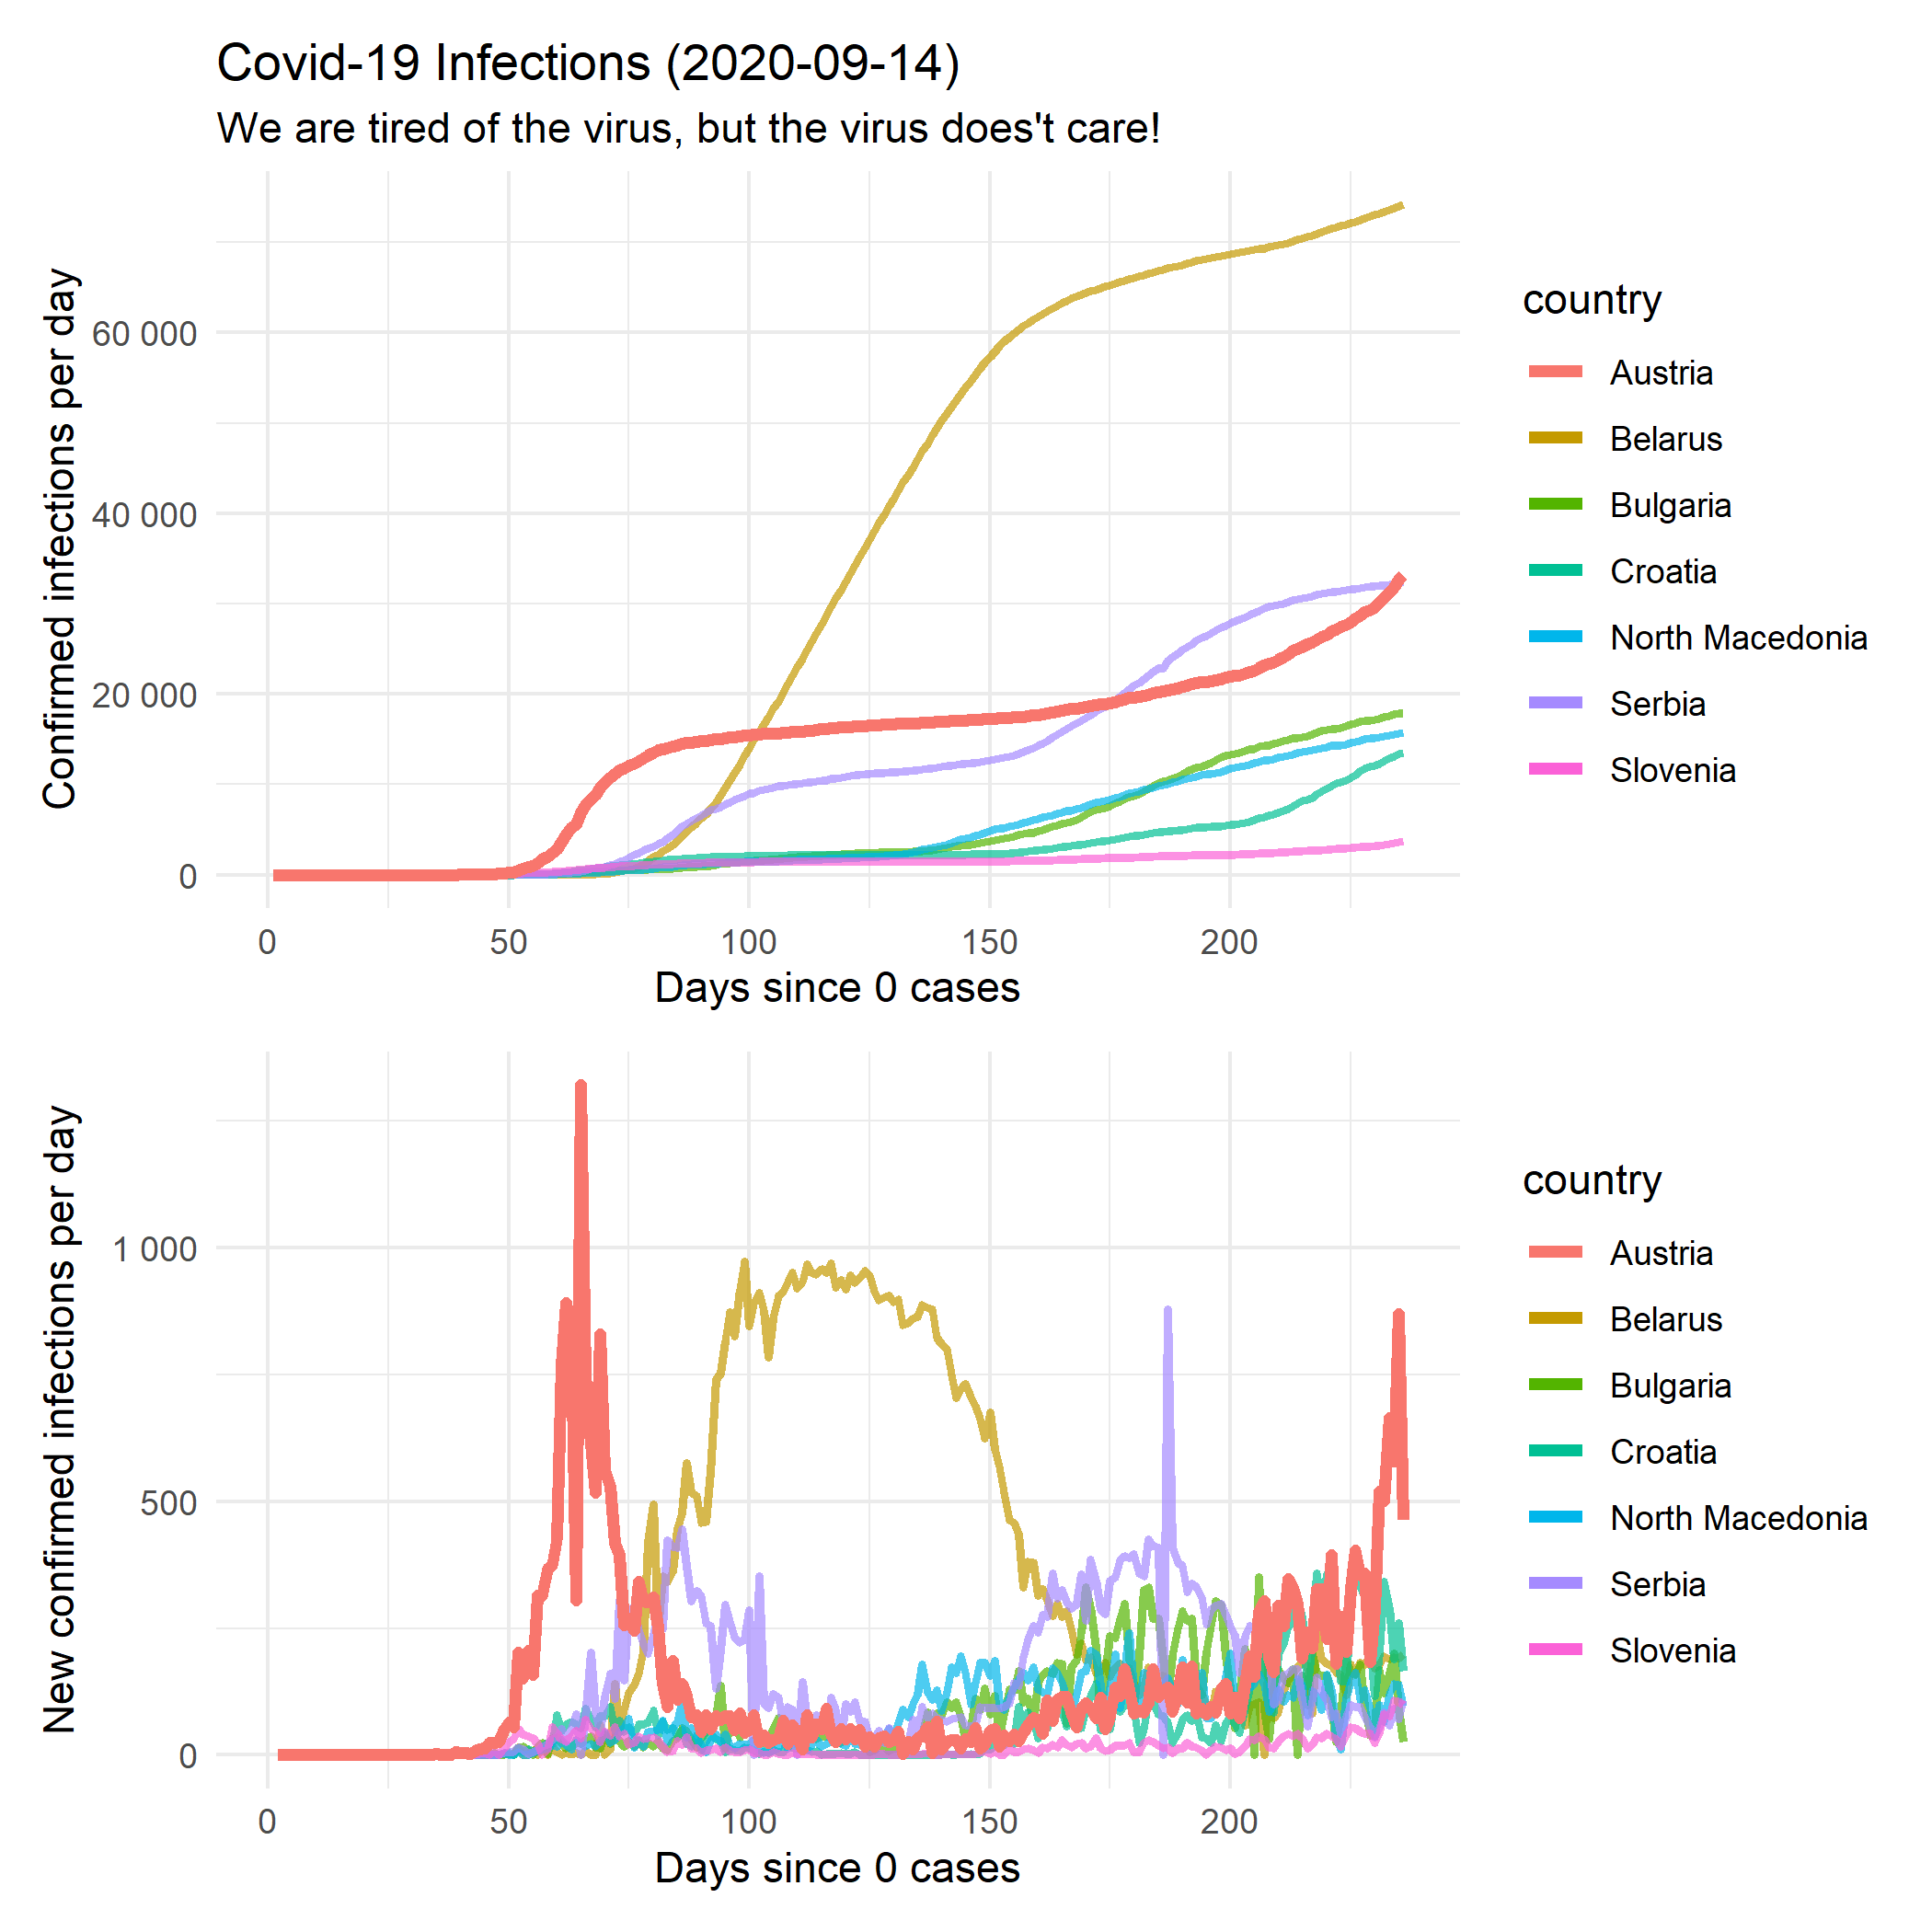 Covid-19 Infections (2020-09-14)
We are tired of the virus, but the virus does't care!
Confirmed infections per day
60 000
40 000
20 000
0
0 50 100 150 200
Days since 0 cases
country
Austria
Belarus
Bulgaria
Croatia
North Macedonia
Serbia
Slovenia
New confirmed infections per day
1 000
500
0
0 50 100 150 200
Days since 0 cases
country
Austria
Belarus
Bulgaria
Croatia
North Macedonia
Serbia
Slovenia